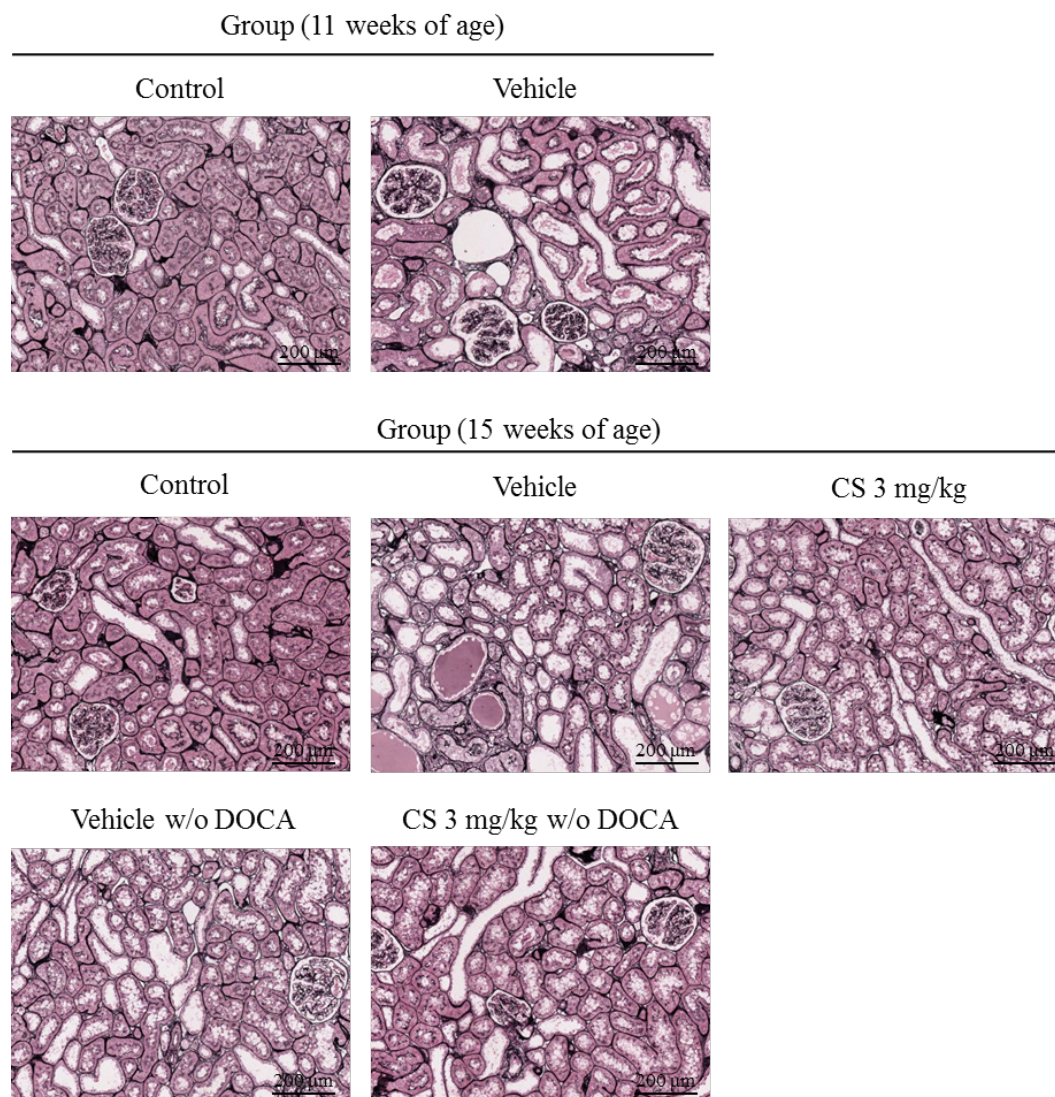 Group (11 weeks of age)
Control Vehicle
200 μm 200 μm
Group (15 weeks of age)
Control Vehicle CS 3 mg/kg
200 μm 200 μm 200 μm
Vehicle w/o DOCA CS 3 mg/kg w/o DOCA
200 μm 200 μm